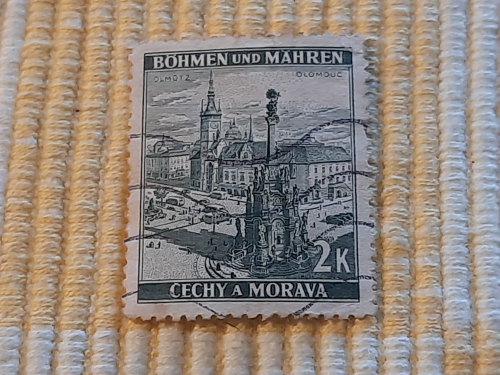 BÖHMEN UND MÄHREN
OLMÜTZ OLOMOUC
2K
ČECHY A MORAVA